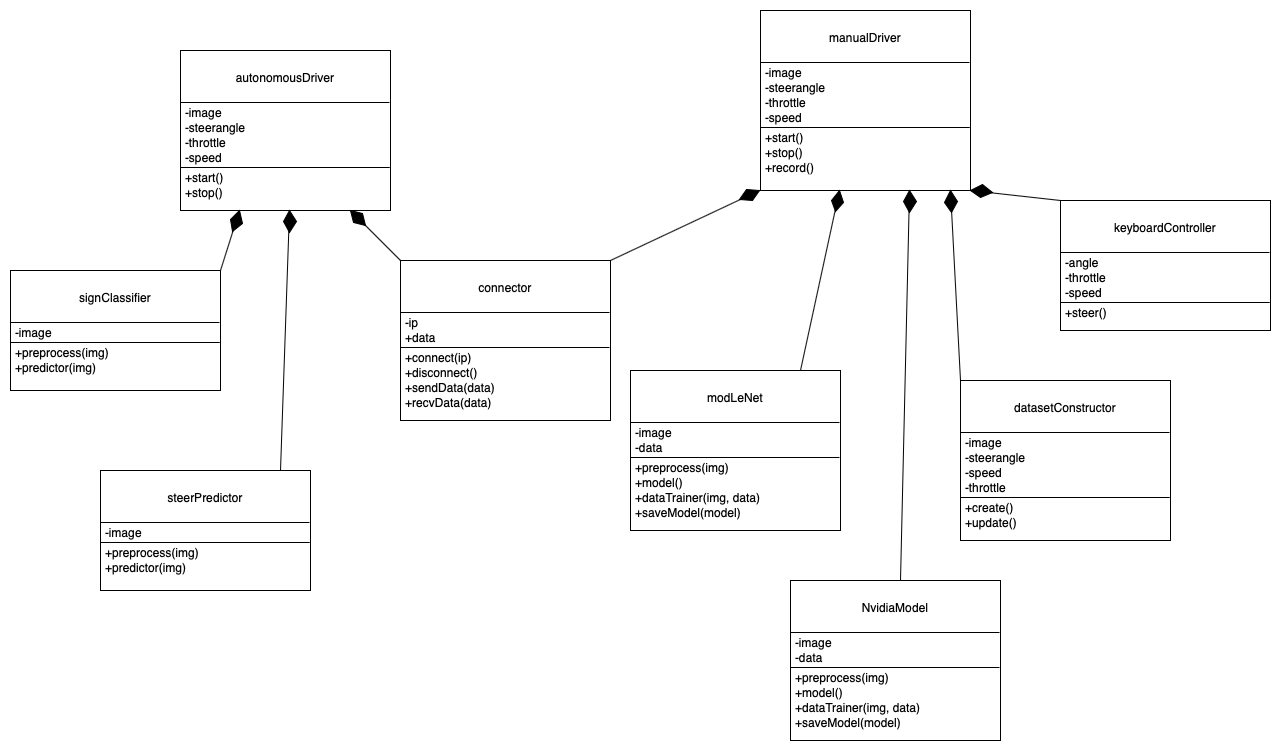 manualDriver
-image
-steerangle
-throttle
-speed
+start()
+stop()
+record()
autonomousDriver
-image
-steerangle
-throttle
-speed
+start()
+stop()
keyboardController
-angle
-throttle
-speed
+steer()
signClassifier
-image
+preprocess(img)
+predictor(img)
connector
-ip
+data
+connect(ip)
+disconnect()
+sendData(data)
+recvData(data)
modLeNet
-image
-data
+preprocess(img)
+model()
+dataTrainer(img, data)
+saveModel(model)
datasetConstructor
-image
-steerangle
-speed
-throttle
+create()
+update()
steerPredictor
-image
+preprocess(img)
+predictor(img)
NvidiaModel
-image
-data
+preprocess(img)
+model()
+dataTrainer(img, data)
+saveModel(model)